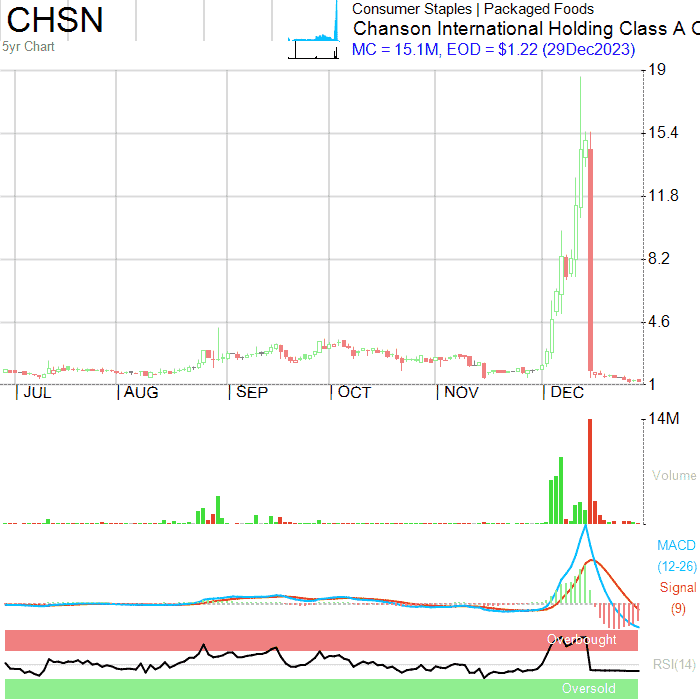 CHSN
5yr Chart
Consumer Staples | Packaged Foods
Chanson International Holding Class A O
MC = 15.1M, EOD = $1.22 (29Dec2023)
19
15.4
11.8
8.2
4.6
1
JUL AUG SEP OCT NOV DEC
14M
Volume
MACD
(12-26)
Signal
(9)
Overbought
RSI(14)
Oversold